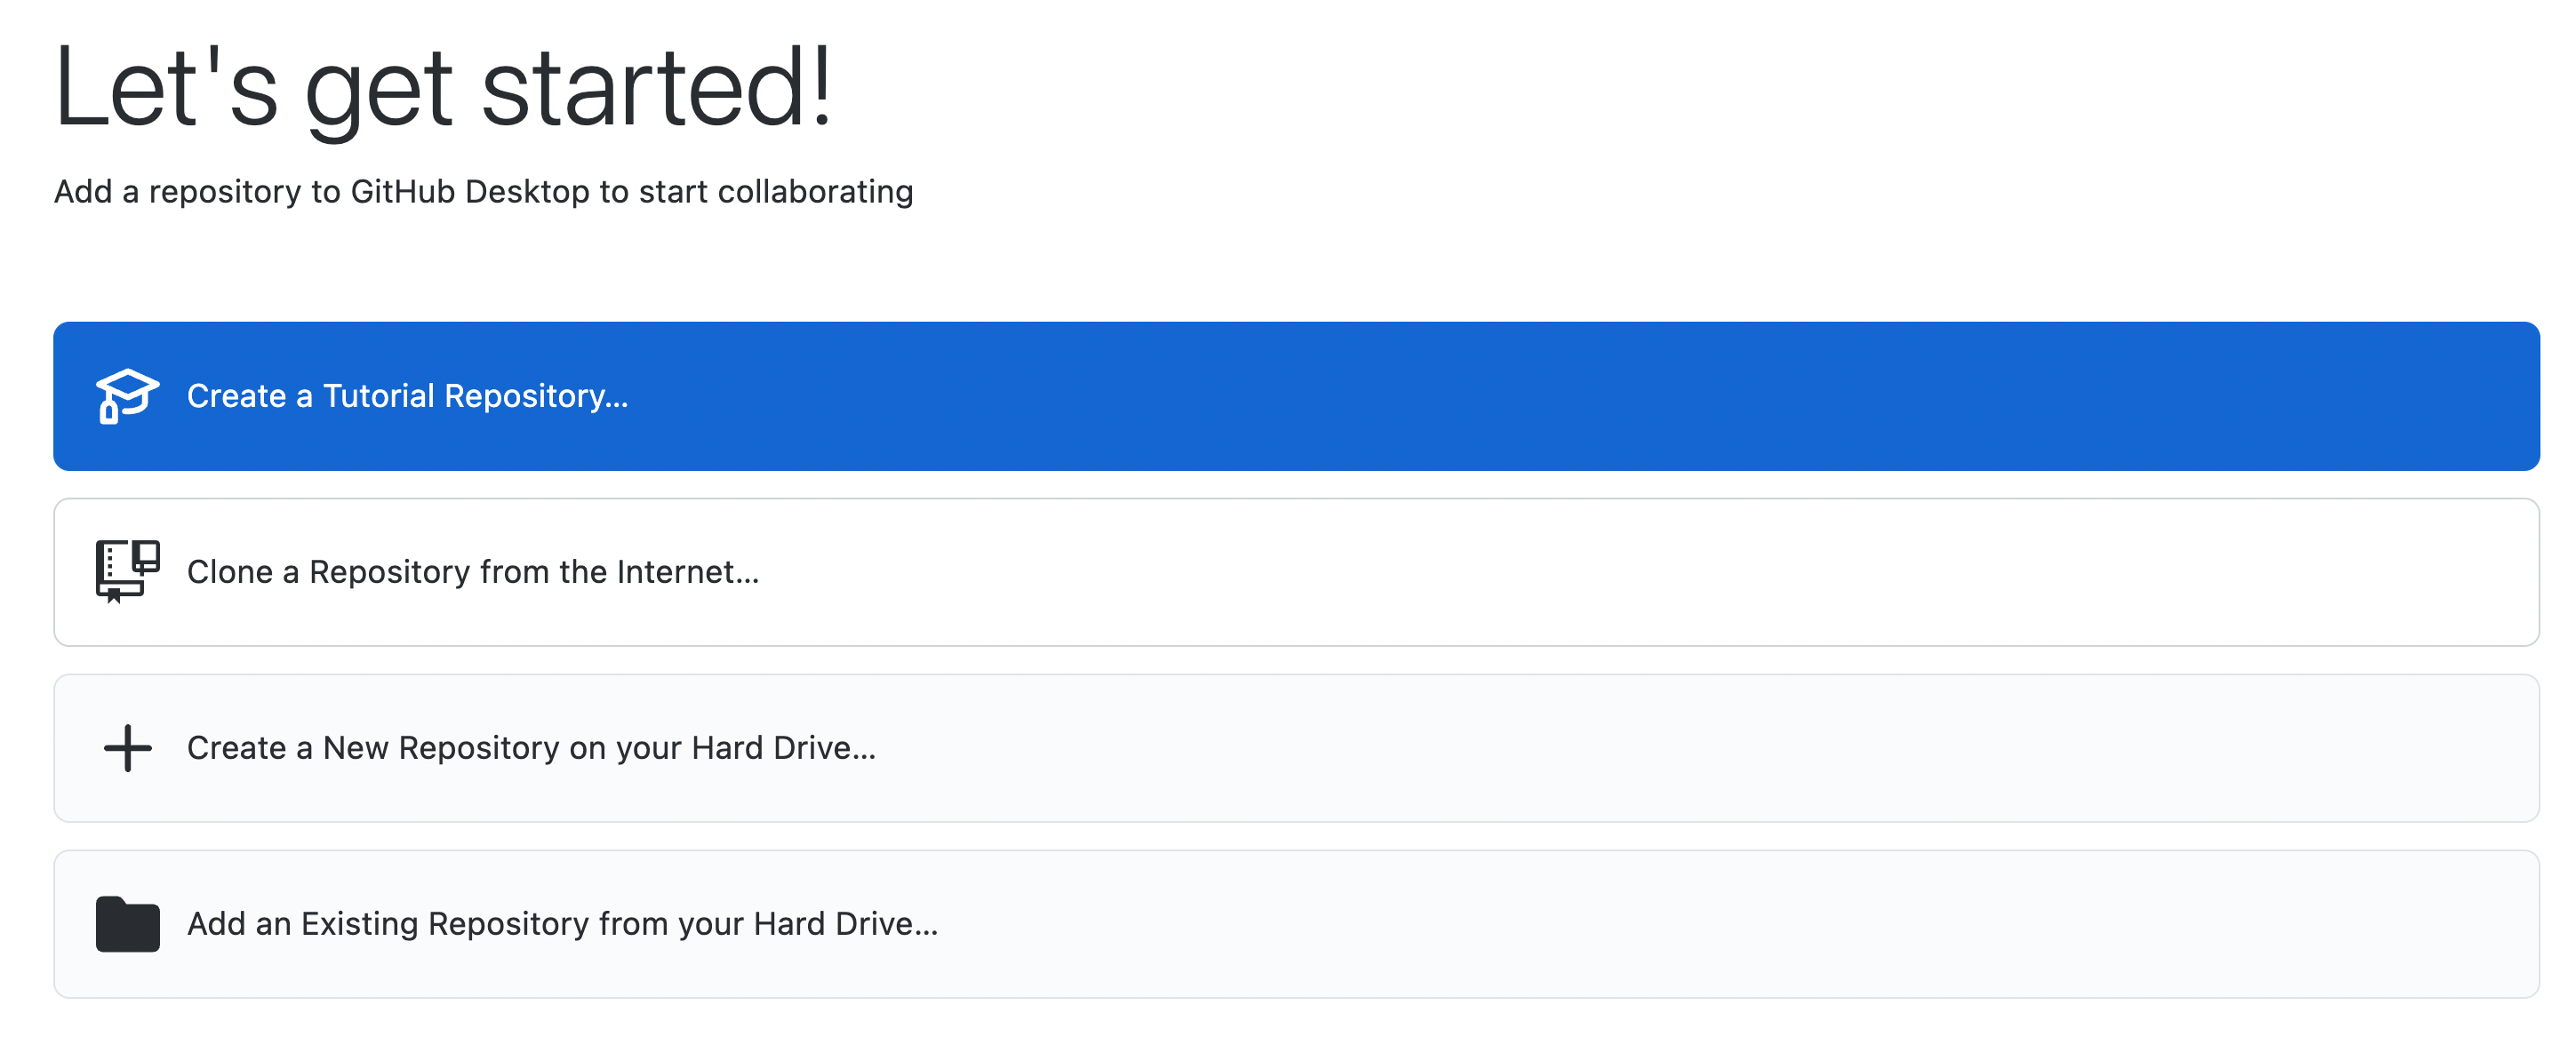 Let's get started!
Add a repository to GitHub Desktop to start collaborating
Create a Tutorial Repository...
Clone a Repository from the Internet...
Create a New Repository on your Hard Drive...
Add an Existing Repository from your Hard Drive...